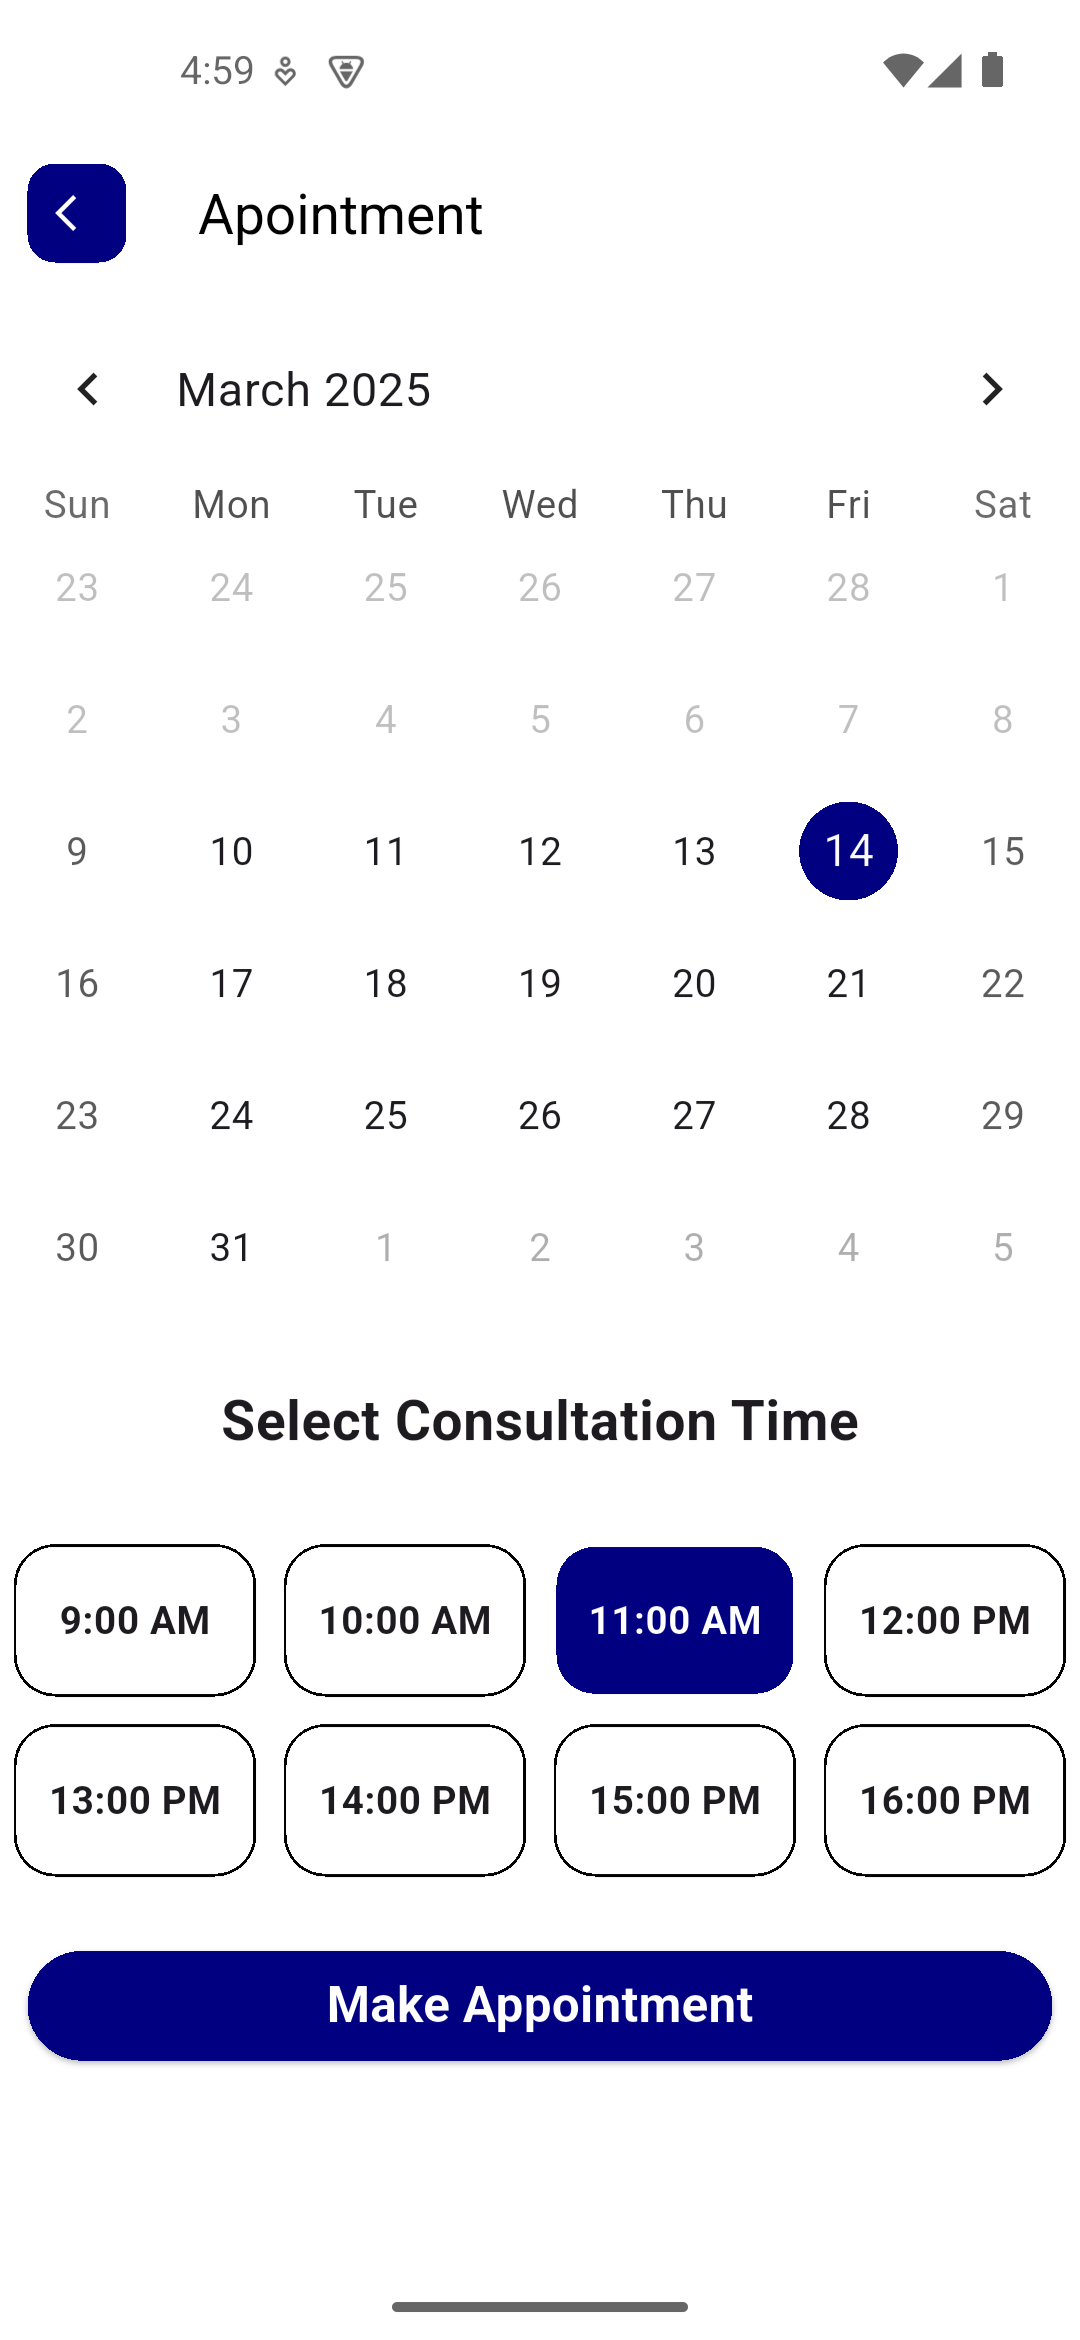 4:59
Apointment
March 2025
Sun Mon Tue Wed Thu Fri Sat
23 24 25 26 27 28 1
2 3 4 5 6 7 8
9 10 11 12 13 14 15
16 17 18 19 20 21 22
23 24 25 26 27 28 29
30 31 1 2 3 4 5
Select Consultation Time
9:00 AM 10:00 AM 11:00 AM 12:00 PM
13:00 PM 14:00 PM 15:00 PM 16:00 PM
Make Appointment